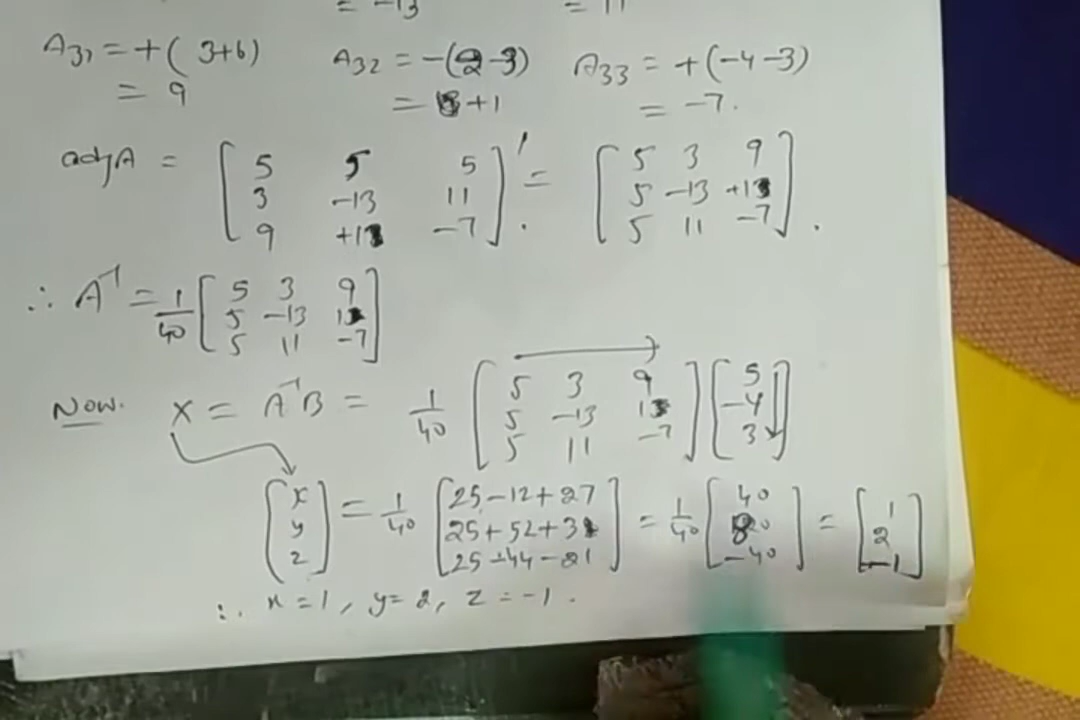 = -13 = 11
A31 = +( 3+6) A32 = -(2-3) A33 = +(-4-3)
= 9 = +1 = -7.
adjA = [ 5 5 5 ]' = [ 5 3 9 ]
3 -13 11 5 -13 +1
9 +1 -7 . 5 11 -7 .
∴ A⁻¹ = 1/40 [ 5 3 9 ]
5 -13 1
5 11 -7
Now. X = A⁻¹B = 1/40 [ 5 3 9 ] [ 5 ]
5 -13 1 -4
5 11 -7 3
[ x ] = 1/40 [ 25-12+27 ] = 1/40 [ 40 ] = [ 1 ]
y 25+52+3 80 2
z 25-44-21 -40 -1
∴ x=1, y=2, z=-1.